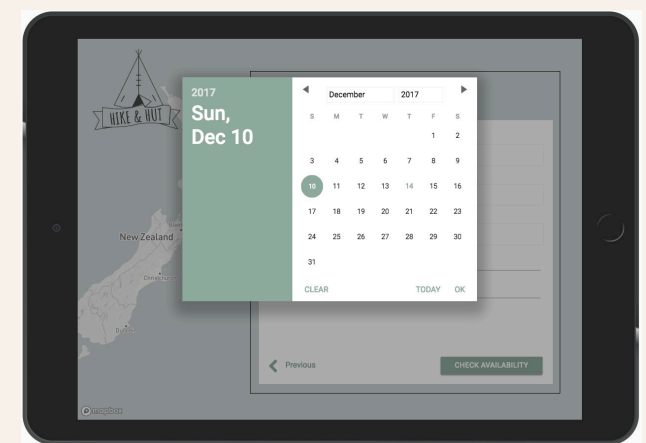 HIKE & HUT
2017
Sun,
Dec 10
December 2017
S M T W T F S
1 2
3 4 5 6 7 8 9
10 11 12 13 14 15 16
17 18 19 20 21 22 23
24 25 26 27 28 29 30
31
CLEAR TODAY OK
New Zealand
Previous
CHECK AVAILABILITY
mapbox